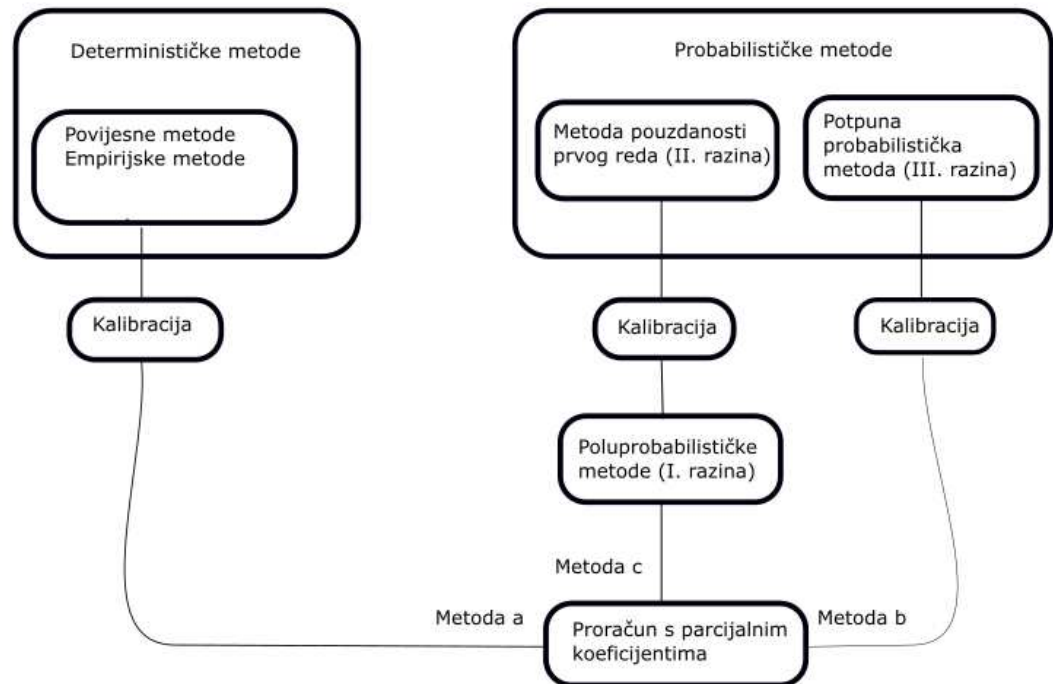 Determinističke metode
Povijesne metode
Empirijske metode
Kalibracija
Probabilističke metode
Metoda pouzdanosti
prvog reda (II. razina)
Potpuna
probabilistička
metoda (III. razina)
Kalibracija
Kalibracija
Poluprobabilističke
metode (I. razina)
Metoda c
Metoda a
Metoda b
Proračun s parcijalnim
koeficijentima